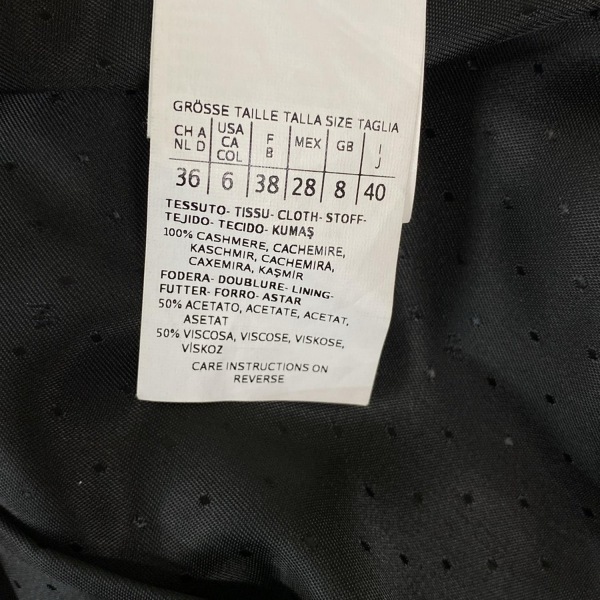 GRÖSSE TAILLE TALLA SIZE TAGLIA
CH A NL D | USA CA COL | F B | MEX | GB | I J
36 | 6 | 38 | 28 | 8 | 40
TESSUTO- TISSU- CLOTH- STOFF-
TEJIDO- TECIDO- KUMAŞ
100% CASHMERE, CACHEMIRE,
KASCHMIR, CACHEMIRA,
CAXEMIRA, KAŞMİR
FODERA- DOUBLURE- LINING-
FUTTER- FORRO- ASTAR
50% ACETATO, ACETATE, ACETAT,
ASETAT
50% VISCOSA, VISCOSE, VISKOSE,
VİSKOZ
CARE INSTRUCTIONS ON
REVERSE